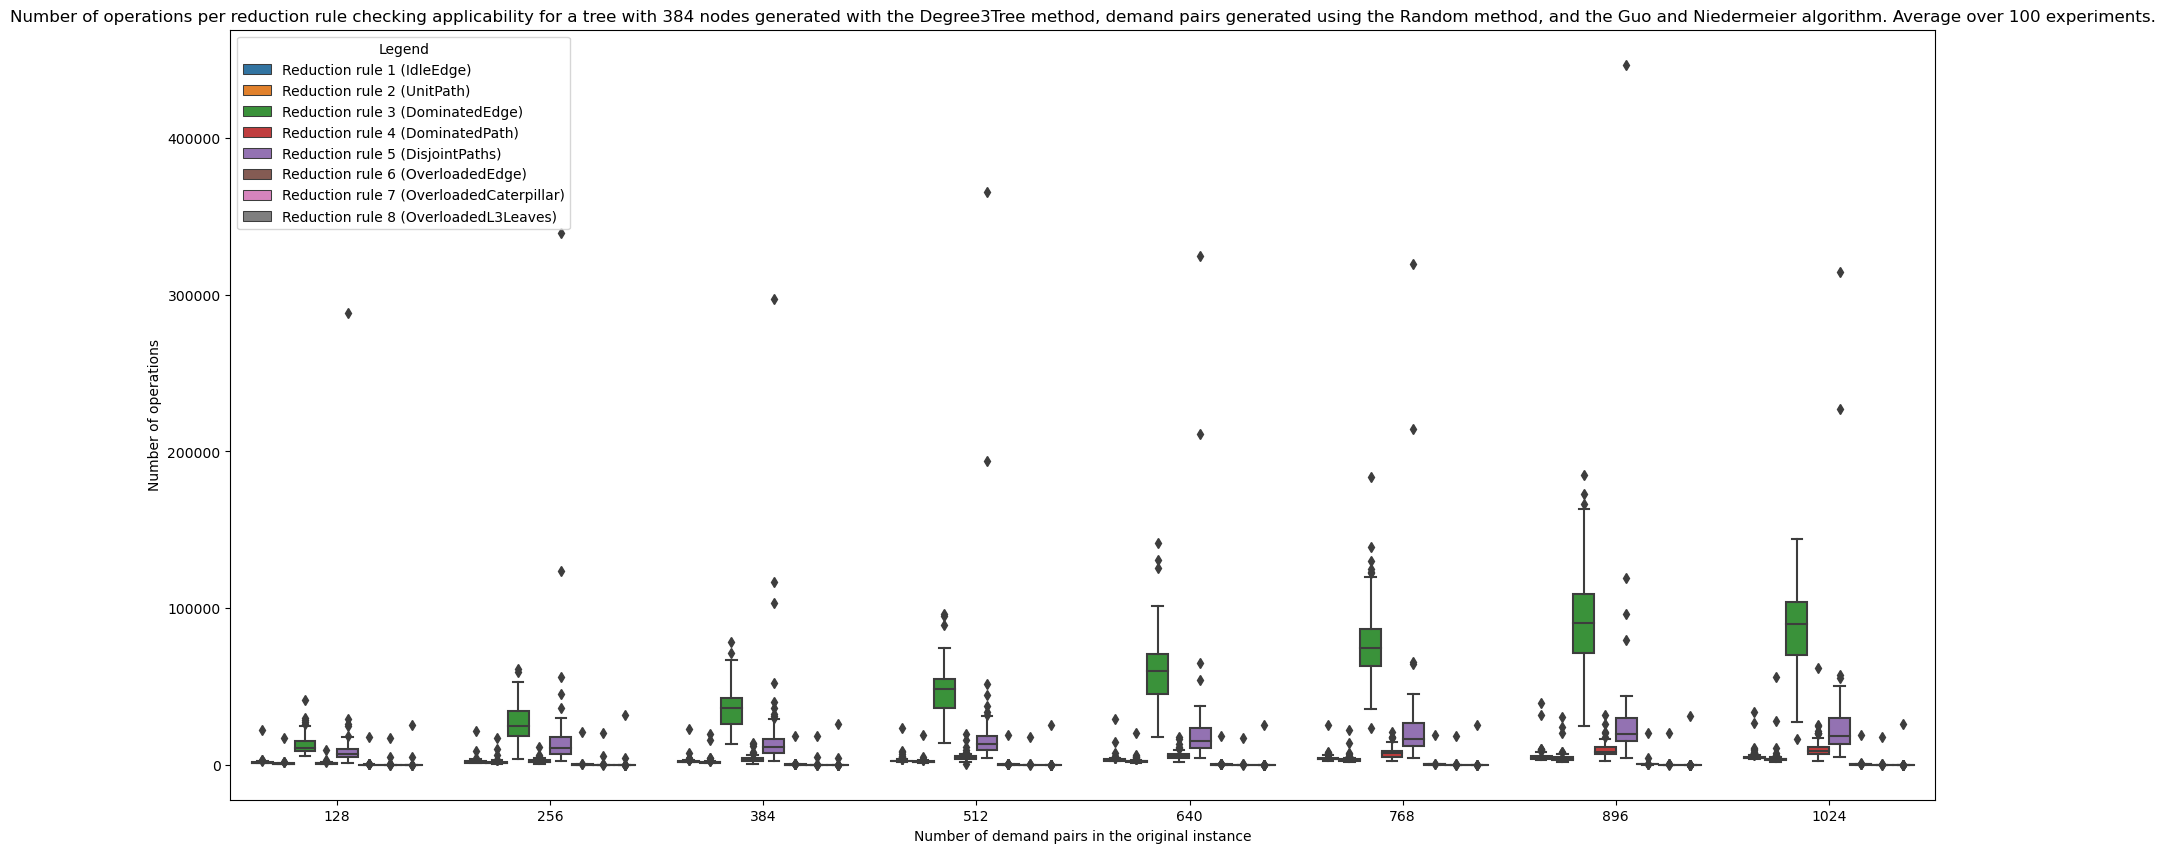 Number of operations per reduction rule checking applicability for a tree with 384 nodes generated with the Degree3Tree method, demand pairs generated using the Random method, and the Guo and Niedermeier algorithm. Average over 100 experiments.
Legend
Reduction rule 1 (IdleEdge)
Reduction rule 2 (UnitPath)
Reduction rule 3 (DominatedEdge)
Reduction rule 4 (DominatedPath)
Reduction rule 5 (DisjointPaths)
Reduction rule 6 (OverloadedEdge)
Reduction rule 7 (OverloadedCaterpillar)
Reduction rule 8 (OverloadedL3Leaves)
Number of operations
400000
300000
200000
100000
0
128 256 384 512 640 768 896 1024
Number of demand pairs in the original instance